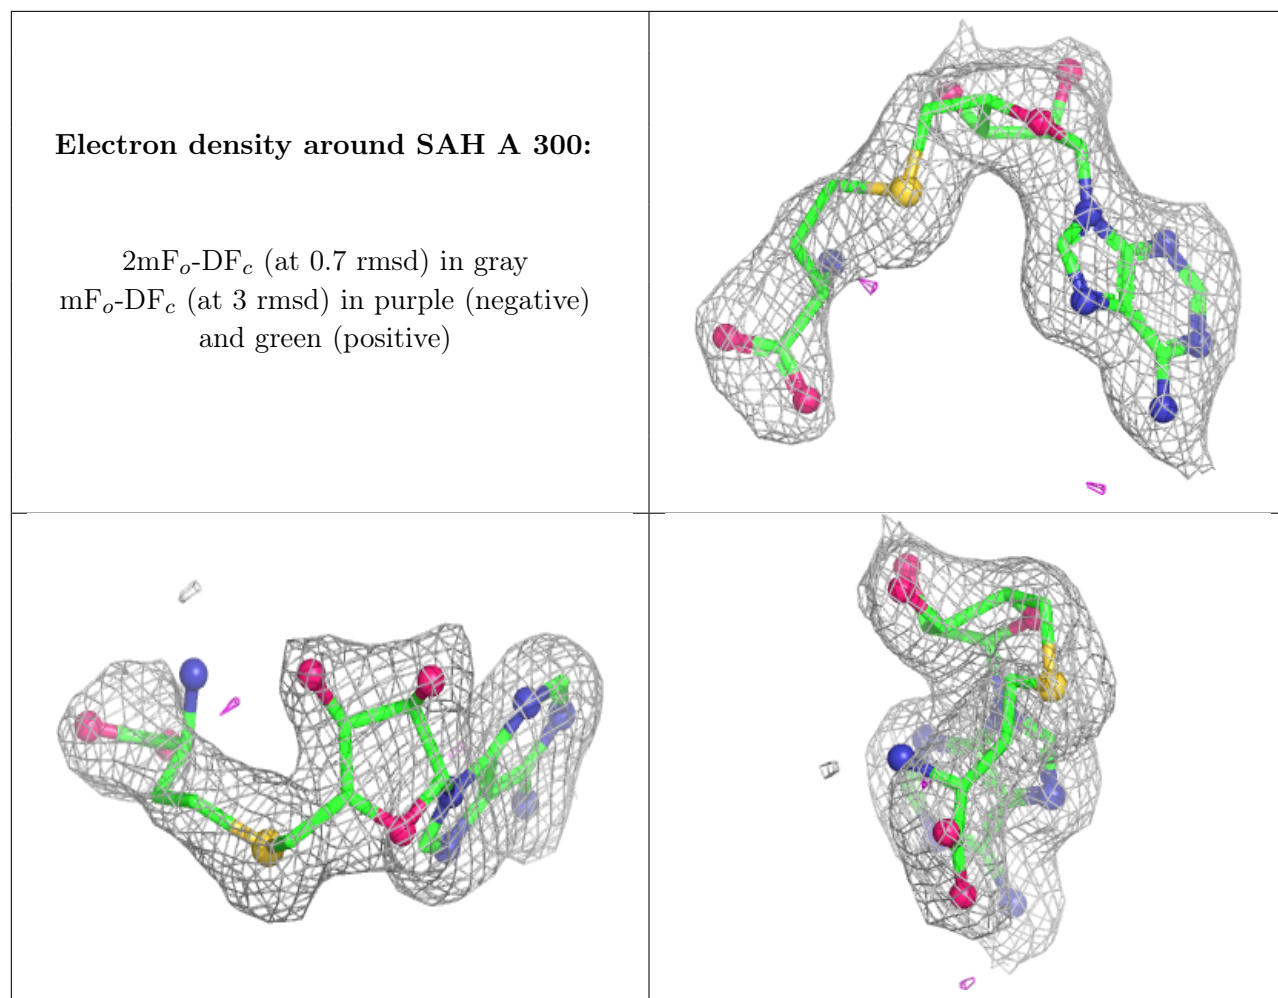 Electron density around SAH A 300:
2mFo-DFc (at 0.7 rmsd) in gray
mFo-DFc (at 3 rmsd) in purple (negative)
and green (positive)